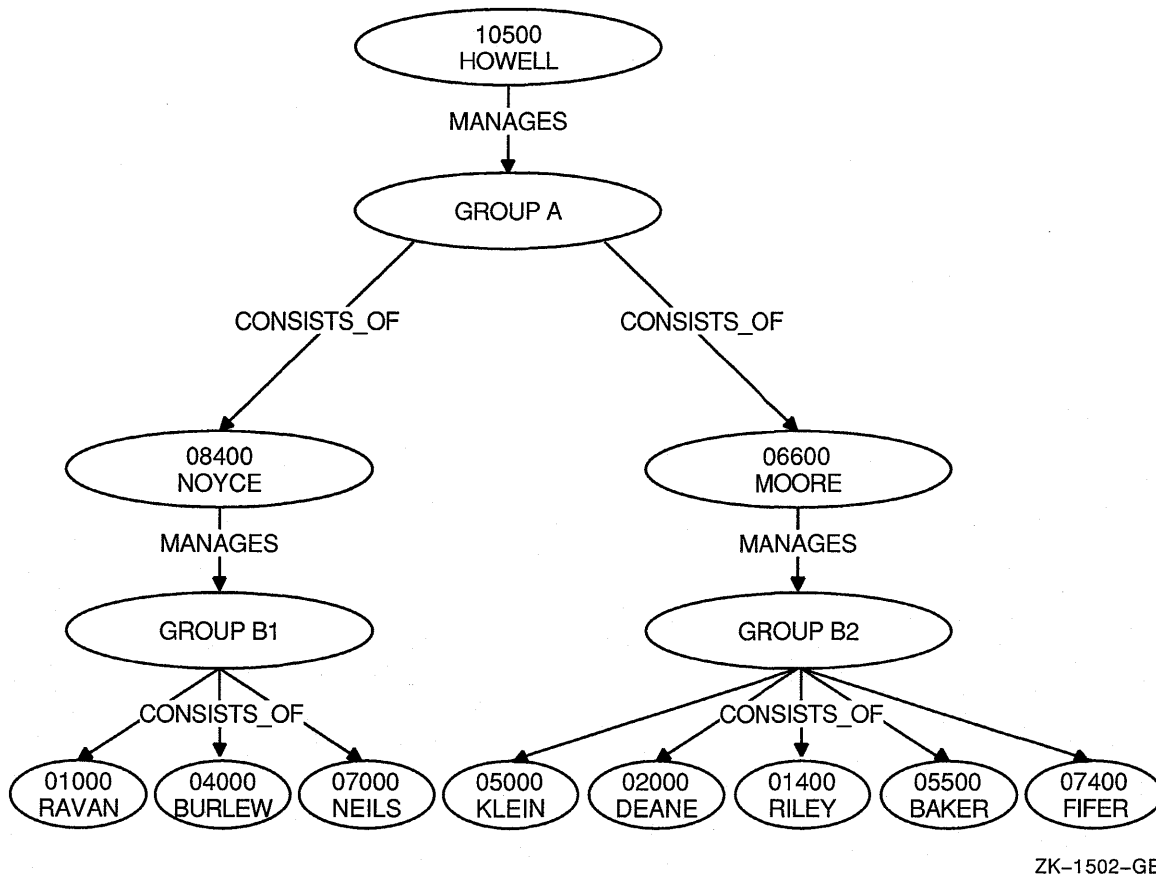 10500
HOWELL
MANAGES
GROUP A
CONSISTS_OF
CONSISTS_OF
08400
NOYCE
06600
MOORE
MANAGES
MANAGES
GROUP B1
GROUP B2
CONSISTS_OF
CONSISTS_OF
01000
RAVAN
04000
BURLEW
07000
NEILS
05000
KLEIN
02000
DEANE
01400
RILEY
05500
BAKER
07400
FIFER
ZK-1502-GE